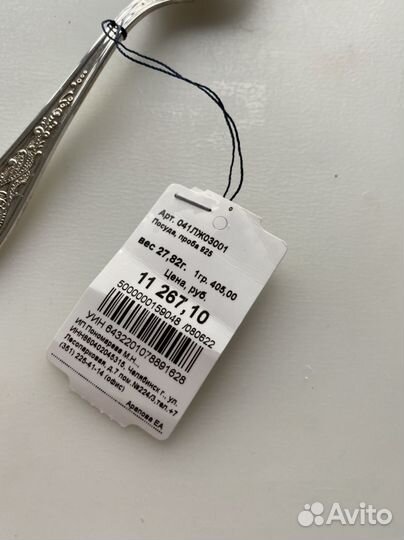 Арт. 041ЛЖ03001
Посуда, проба 925
вес 27,82г. 1гр. 405,00
Цена, руб.
11 267,10
5000000159048 /080622
УИН 6432201078891628
ИП Пономарева М.Н.
ИНН660402045315, Челябинск г., ул.
Лесопарковая, д.7 пом.№224/3,тел.+7
(351) 225-41-14 (офис)
Арапова ЕА
Avito